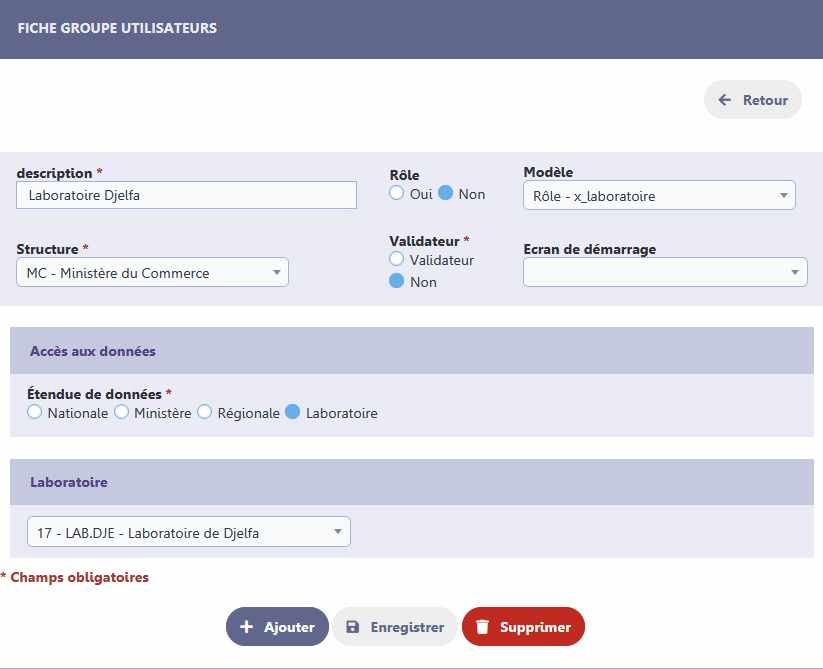 FICHE GROUPE UTILISATEURS
Retour
description *
Laboratoire Djelfa
Rôle
Oui Non
Modèle
Rôle - x_laboratoire
Structure *
MC - Ministère du Commerce
Validateur *
Validateur
Non
Ecran de démarrage
Accès aux données
Étendue de données *
Nationale Ministère Régionale Laboratoire
Laboratoire
17 - LAB.DJE - Laboratoire de Djelfa
* Champs obligatoires
Ajouter Enregistrer Supprimer